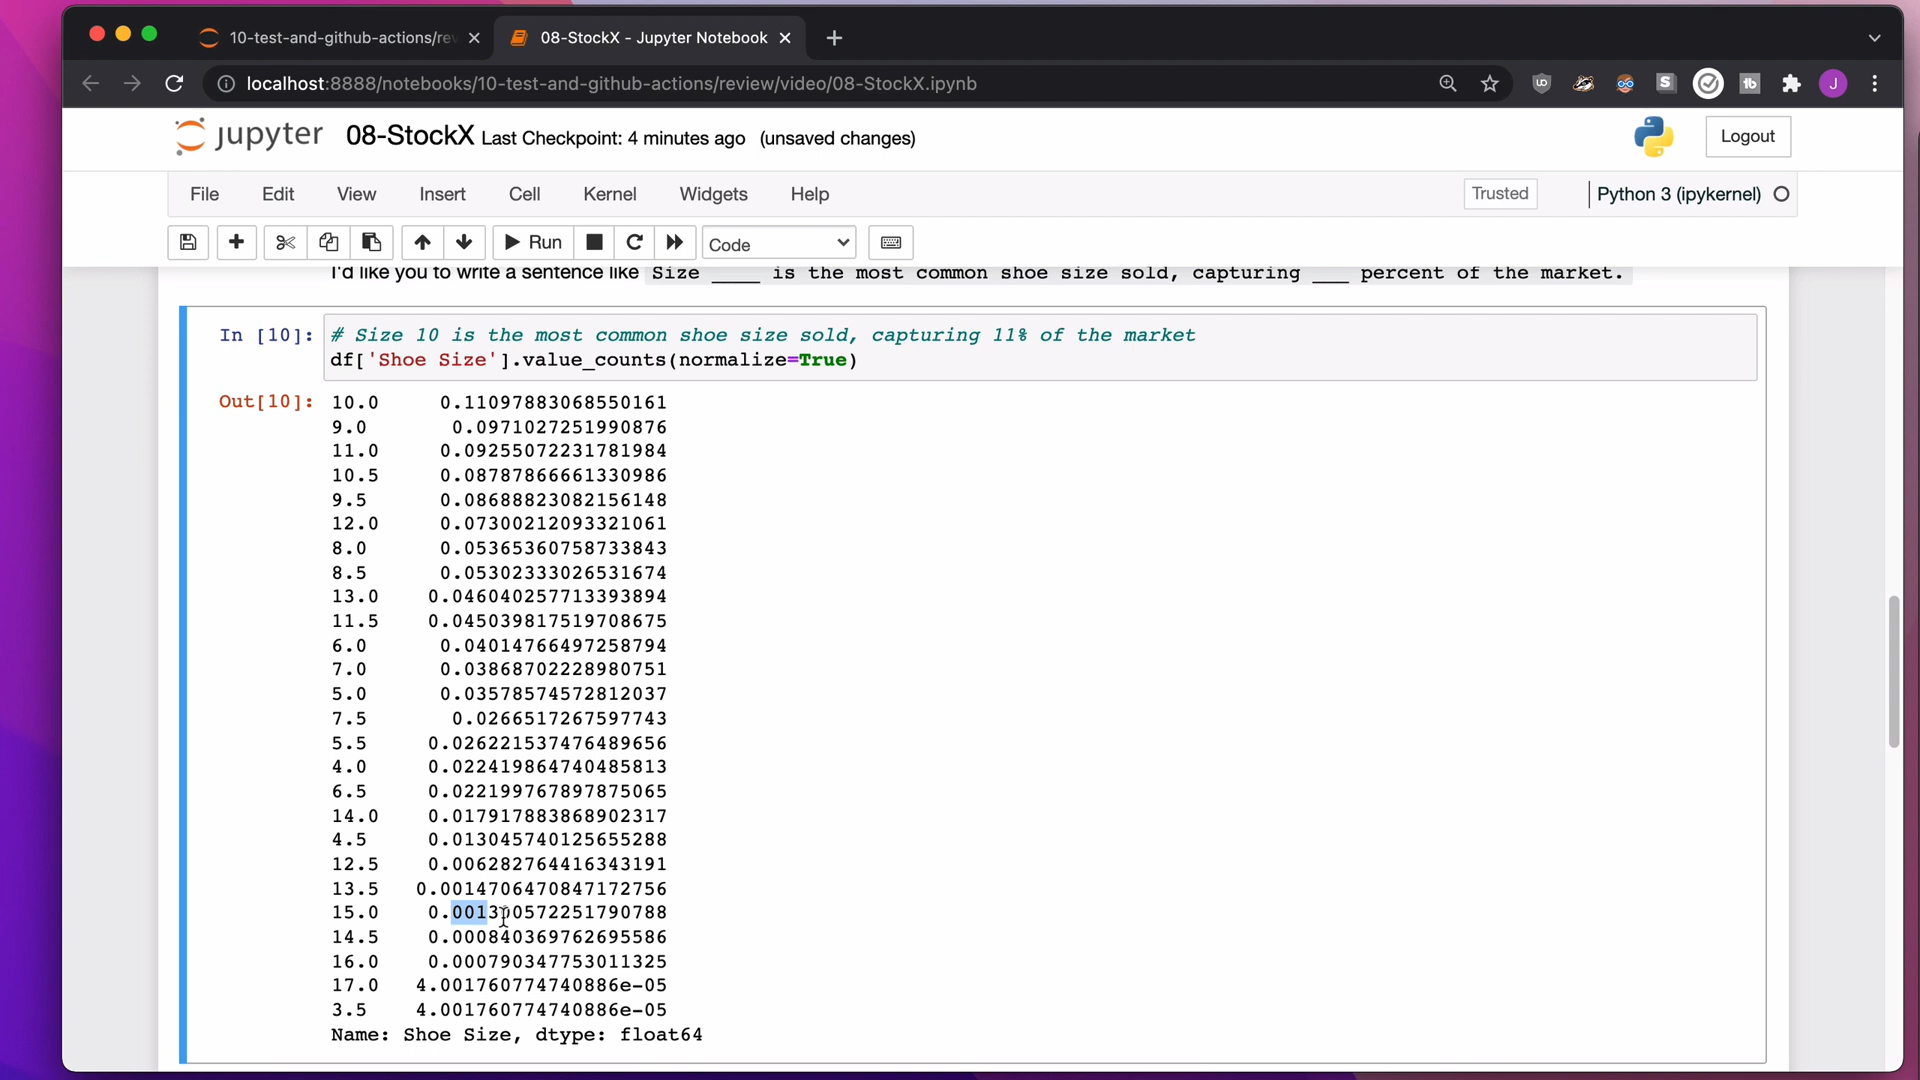 10-test-and-github-actions/rev
08-StockX - Jupyter Notebook
localhost:8888/notebooks/10-test-and-github-actions/review/video/08-StockX.ipynb
J
jupyter 08-StockX Last Checkpoint: 4 minutes ago (unsaved changes)
Logout
File Edit View Insert Cell Kernel Widgets Help
Trusted
Python 3 (ipykernel)
Run
Code
I'd like you to write a sentence like Size ____ is the most common shoe size sold, capturing ___ percent of the market.
In [10]: # Size 10 is the most common shoe size sold, capturing 11% of the market
df['Shoe Size'].value_counts(normalize=True)
Out[10]: 10.0 0.11097883068550161
9.0 0.0971027251990876
11.0 0.09255072231781984
10.5 0.08787866661330986
9.5 0.08688823082156148
12.0 0.07300212093321061
8.0 0.05365360758733843
8.5 0.05302333026531674
13.0 0.046040257713393894
11.5 0.045039817519708675
6.0 0.04014766497258794
7.0 0.03868702228980751
5.0 0.03578574572812037
7.5 0.0266517267597743
5.5 0.026221537476489656
4.0 0.022419864740485813
6.5 0.022199767897875065
14.0 0.017917883868902317
4.5 0.013045740125655288
12.5 0.006282764416343191
13.5 0.0014706470847172756
15.0 0.001300572251790788
14.5 0.000840369762695586
16.0 0.000790347753011325
17.0 4.001760774740886e-05
3.5 4.001760774740886e-05
Name: Shoe Size, dtype: float64